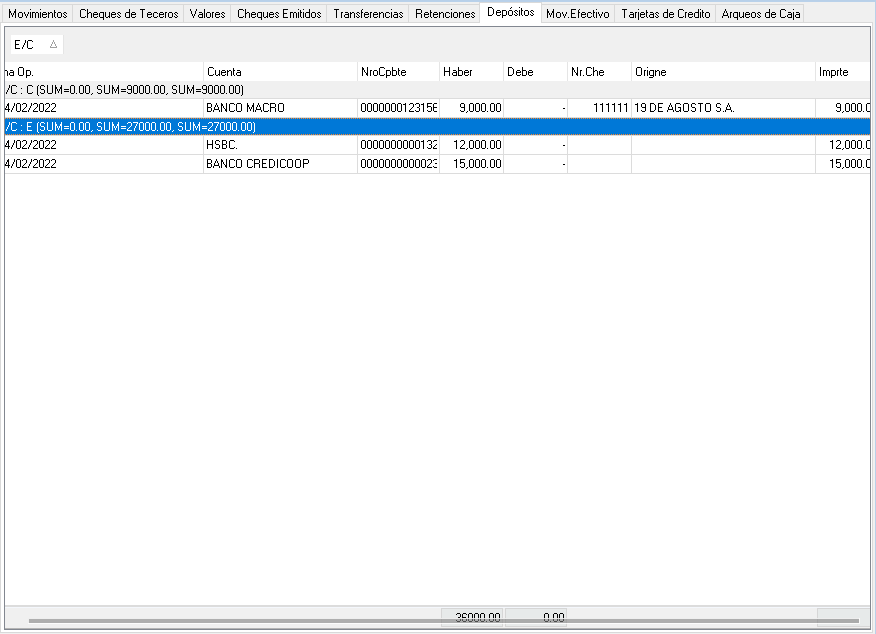 Movimientos Cheques de Teceros Valores Cheques Emitidos Transferencias Retenciones Depósitos Mov.Efectivo Tarjetas de Credito Arqueos de Caja
E/C
na Op. Cuenta NroCpbte Haber Debe Nr.Che Origne Imprte
/C : C (SUM=0.00, SUM=9000.00, SUM=9000.00)
4/02/2022 BANCO MACRO 000000012315 9,000.00 - 111111 19 DE AGOSTO S.A. 9,000.0
/C : E (SUM=0.00, SUM=27000.00, SUM=27000.00)
4/02/2022 HSBC. 0000000000132 12,000.00 - 12,000.0
4/02/2022 BANCO CREDICOOP 0000000000023 15,000.00 - 15,000.0
36000.00 0.00